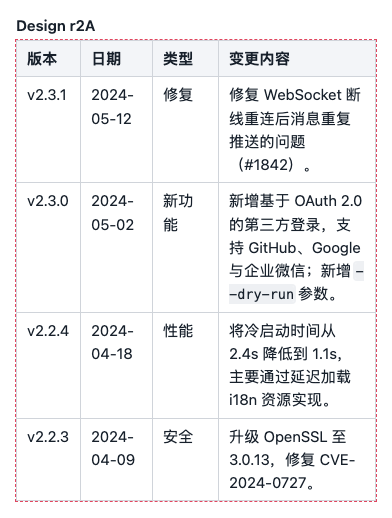 Design r2A
版本 日期 类型 变更内容
v2.3.1 2024- 修复 修复 WebSocket 断
05-12 线重连后消息重复
推送的问题
（#1842）。
v2.3.0 2024- 新功 新增基于 OAuth 2.0
05-02 能 的第三方登录，支
持 GitHub、Google
与企业微信；新增 -
-dry-run 参数。
v2.2.4 2024- 性能 将冷启动时间从
04-18 2.4s 降低到 1.1s，
主要通过延迟加载
i18n 资源实现。
v2.2.3 2024- 安全 升级 OpenSSL 至
04-09 3.0.13，修复 CVE-
2024-0727。